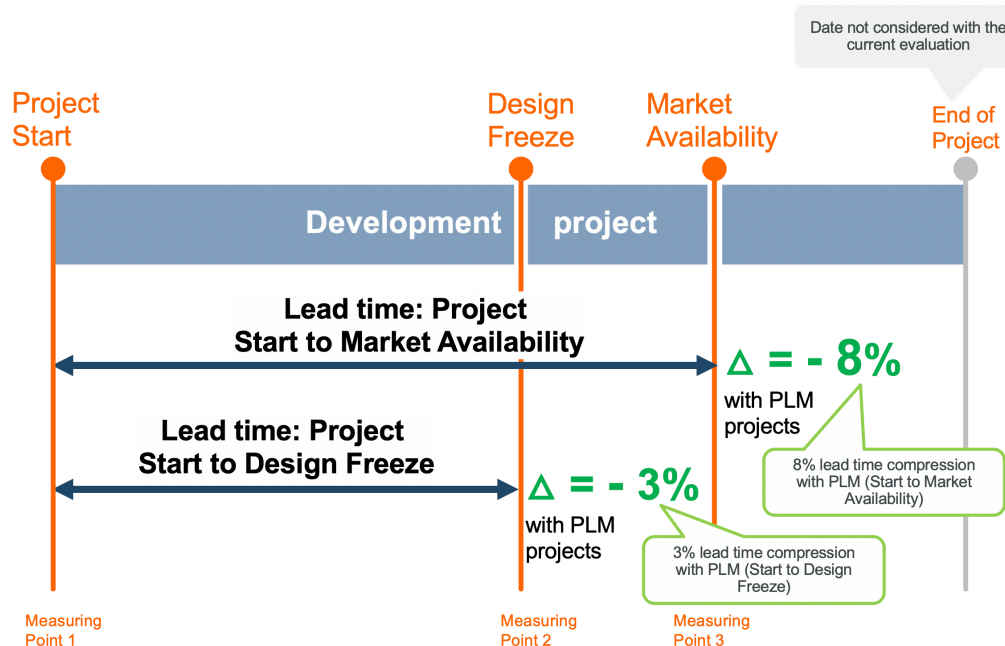 Date not considered with the
current evaluation
Project
Start
Design
Freeze
Market
Availability
End of
Project
Development project
Lead time: Project
Start to Market Availability
Δ = - 8%
with PLM
projects
8% lead time compression
with PLM (Start to Market
Availability)
Lead time: Project
Start to Design Freeze
Δ = - 3%
with PLM
projects
3% lead time compression
with PLM (Start to Design
Freeze)
Measuring
Point 1
Measuring
Point 2
Measuring
Point 3